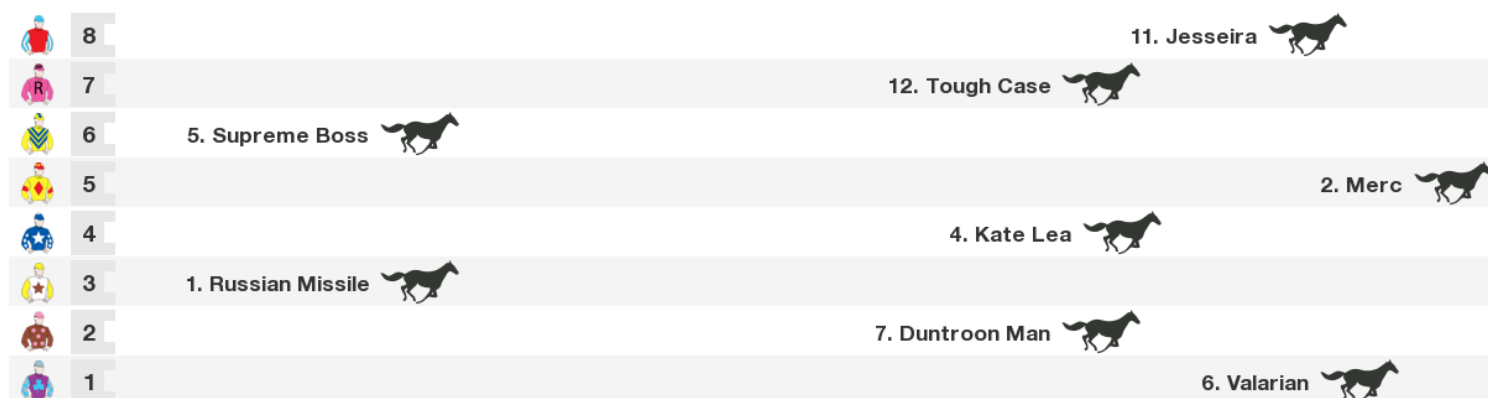 8 11. Jesseira
R 7 12. Tough Case
6 5. Supreme Boss
5 2. Merc
4 4. Kate Lea
3 1. Russian Missile
2 7. Duntroon Man
1 6. Valarian